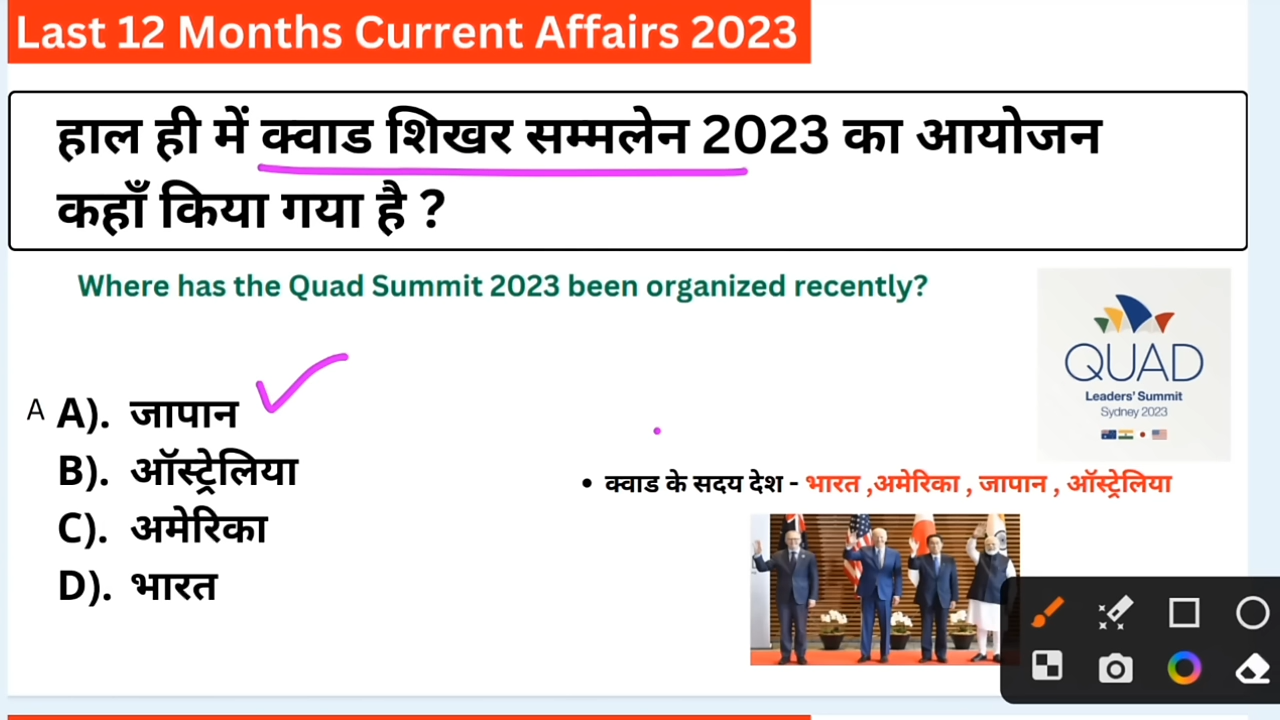 Last 12 Months Current Affairs 2023
हाल ही में क्वाड शिखर सम्मलेन 2023 का आयोजन
कहाँ किया गया है ?
Where has the Quad Summit 2023 been organized recently?
A A). जापान
B). ऑस्ट्रेलिया
C). अमेरिका
D). भारत
QUAD
Leaders' Summit
Sydney 2023
• क्वाड के सदय देश - भारत ,अमेरिका , जापान , ऑस्ट्रेलिया